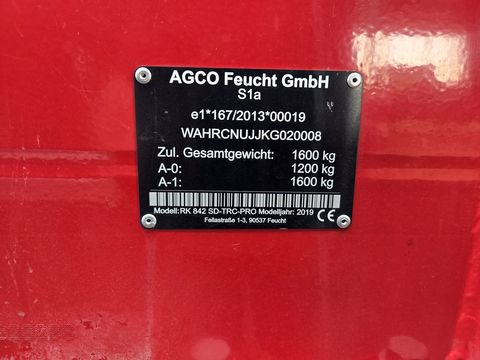 AGCO Feucht GmbH
S1a
e1*167/2013*00019
WAHRCNUJJKG020008
Zul. Gesamtgewicht: 1600 kg
A-0: 1200 kg
A-1: 1600 kg
Modell:RK 842 SD-TRC-PRO Modelljahr: 2019 CE
Fellastraße 1-3, 90537 Feucht